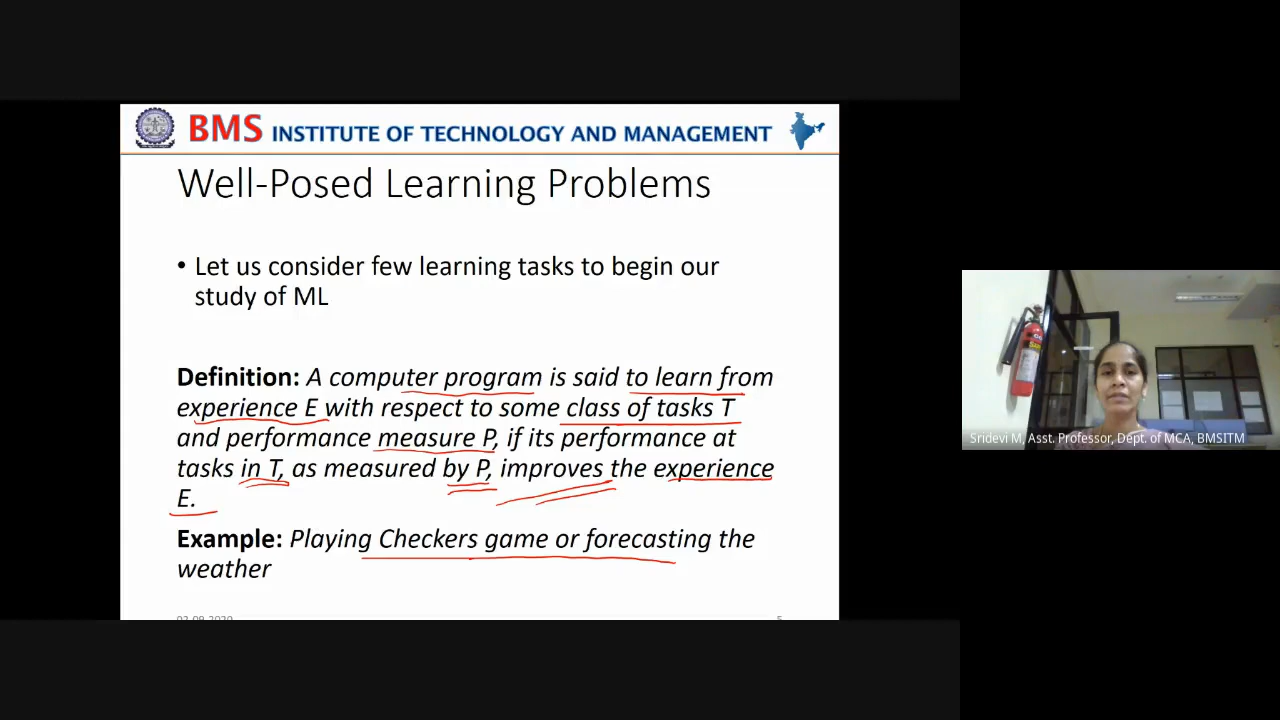 BMS INSTITUTE OF TECHNOLOGY AND MANAGEMENT
Well-Posed Learning Problems
• Let us consider few learning tasks to begin our
study of ML
Definition: A computer program is said to learn from
experience E with respect to some class of tasks T
and performance measure P, if its performance at
tasks in T, as measured by P, improves the experience
E.
Example: Playing Checkers game or forecasting the
weather
Sridevi M, Asst. Professor, Dept. of MCA, BMSITM